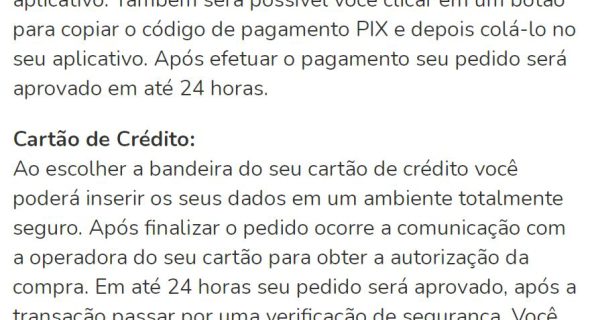 aplicativo. Também será possível você clicar em um botão
para copiar o código de pagamento PIX e depois colá-lo no
seu aplicativo. Após efetuar o pagamento seu pedido será
aprovado em até 24 horas.
Cartão de Crédito:
Ao escolher a bandeira do seu cartão de crédito você
poderá inserir os seus dados em um ambiente totalmente
seguro. Após finalizar o pedido ocorre a comunicação com
a operadora do seu cartão para obter a autorização da
compra. Em até 24 horas seu pedido será aprovado, após a
transação passar por uma verificação de segurança. Você